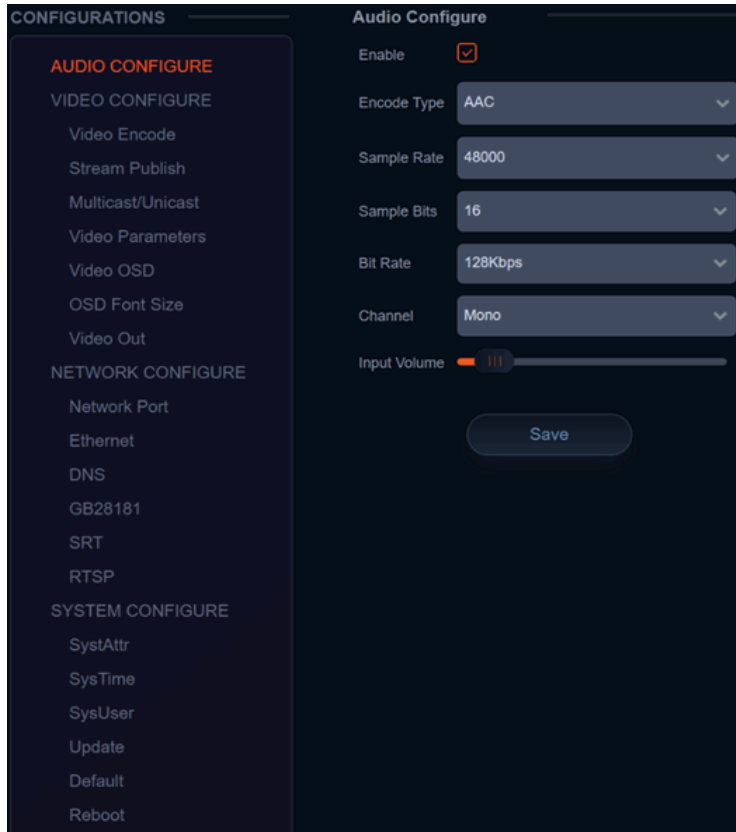 CONFIGURATIONS
AUDIO CONFIGURE
VIDEO CONFIGURE
Video Encode
Stream Publish
Multicast/Unicast
Video Parameters
Video OSD
OSD Font Size
Video Out
NETWORK CONFIGURE
Network Port
Ethernet
DNS
GB28181
SRT
RTSP
SYSTEM CONFIGURE
SystAttr
SysTime
SysUser
Update
Default
Reboot
Audio Configure
Enable
Encode Type AAC
Sample Rate 48000
Sample Bits 16
Bit Rate 128Kbps
Channel Mono
Input Volume
Save